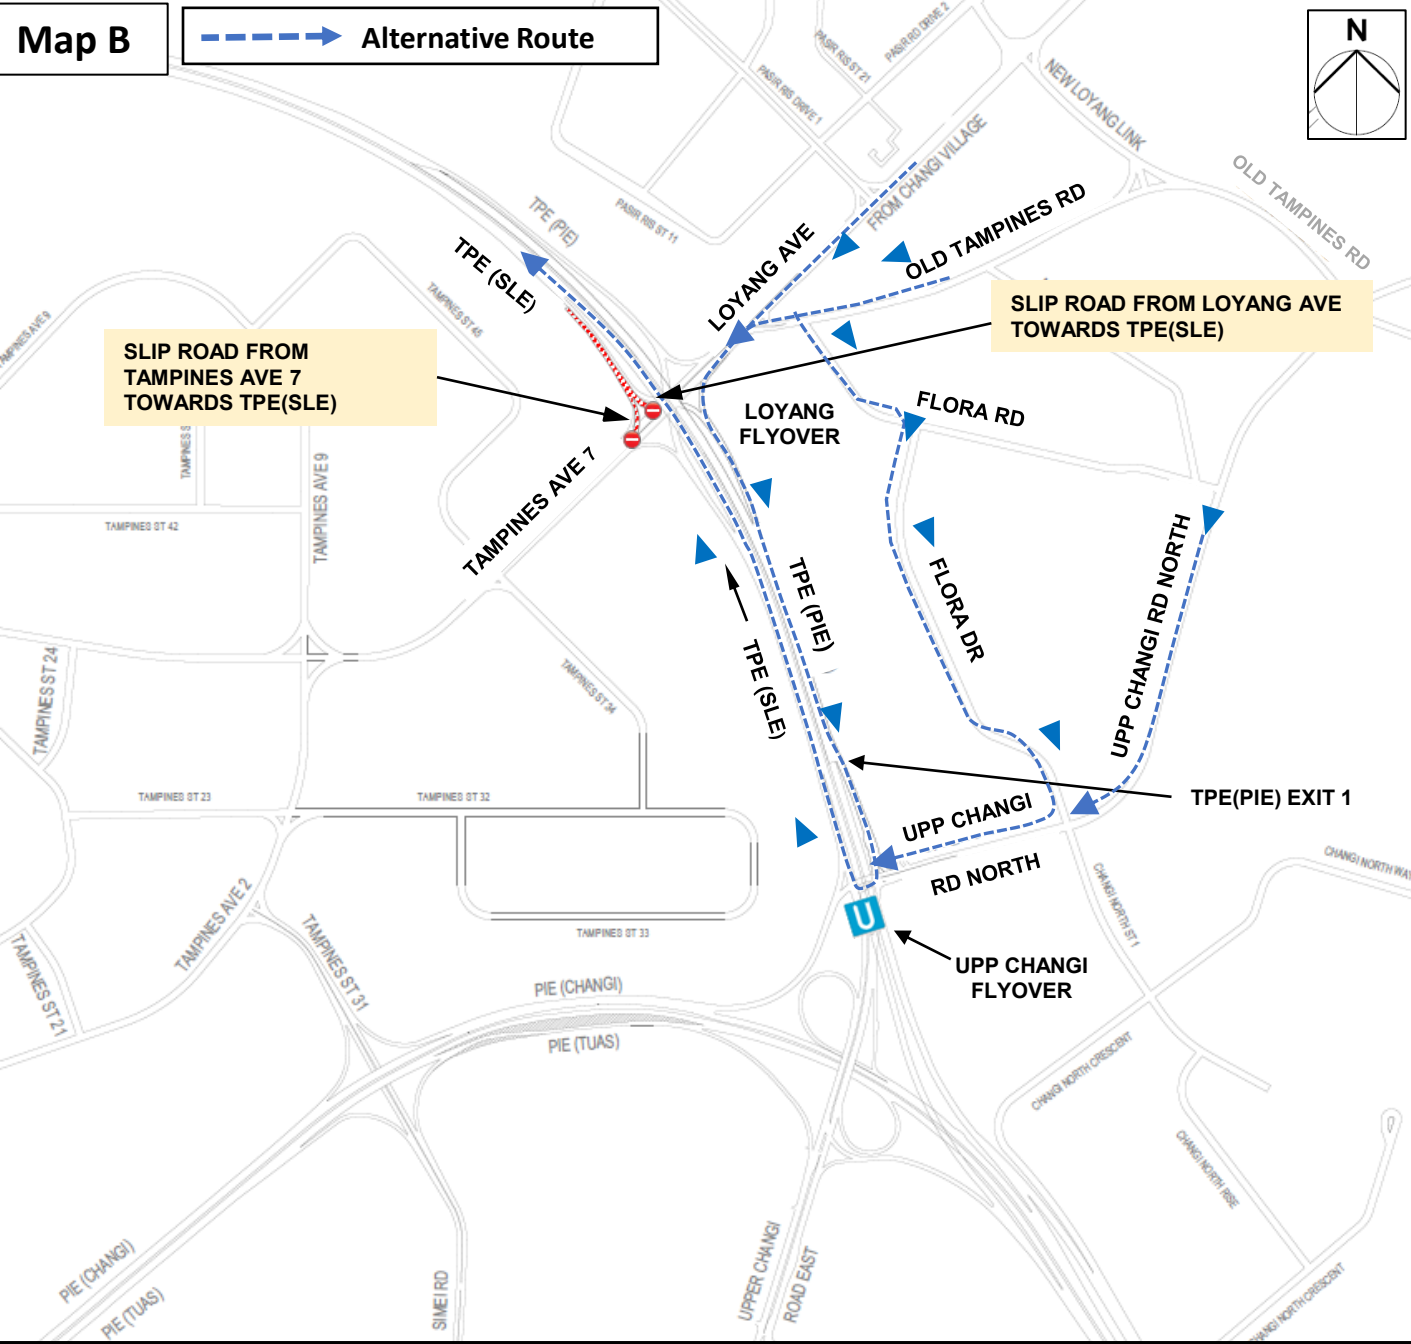 Map B
Alternative Route
N
PASIR RD DRIVE 2
PASIR RIS ST 21
PASIR RIS DRIVE 1
NEW LOYANG LINK
FROM CHANGI VILLAGE
OLD TAMPINES RD
OLD TAMPINES RD
PASIR RIS ST 11
TPE (PIE)
TPE (SLE)
LOYANG AVE
TAMPINES ST 45
SLIP ROAD FROM LOYANG AVE
TOWARDS TPE(SLE)
SLIP ROAD FROM
TAMPINES AVE 7
TOWARDS TPE(SLE)
LOYANG
FLYOVER
FLORA RD
TAMPINES AVE 9
TAMPINES AVE 7
TAMPINES ST 42
UPP CHANGI RD NORTH
FLORA DR
TPE (PIE)
TPE (SLE)
TAMPINES ST 24
TAMPINES ST 34
TAMPINES ST 23
TAMPINES ST 32
TPE(PIE) EXIT 1
UPP CHANGI
RD NORTH
CHANGI NORTH WAY
CHANGI NORTH ST 1
TAMPINES AVE 2
TAMPINES ST 31
TAMPINES ST 33
TAMPINES ST 21
U
UPP CHANGI
FLYOVER
PIE (CHANGI)
PIE (TUAS)
CHANGI NORTH CRESCENT
CHANGI NORTH RISE
PIE (CHANGI)
PIE (TUAS)
SIMEI RD
UPPER CHANGI
ROAD EAST
CHANGI NORTH CRESCENT